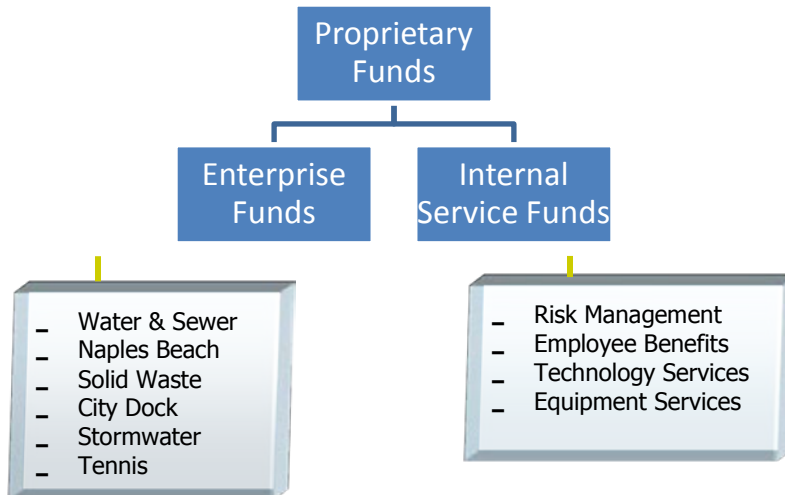 Proprietary
Funds
Enterprise
Funds
Internal
Service Funds
– Water & Sewer
– Naples Beach
– Solid Waste
– City Dock
– Stormwater
– Tennis
– Risk Management
– Employee Benefits
– Technology Services
– Equipment Services